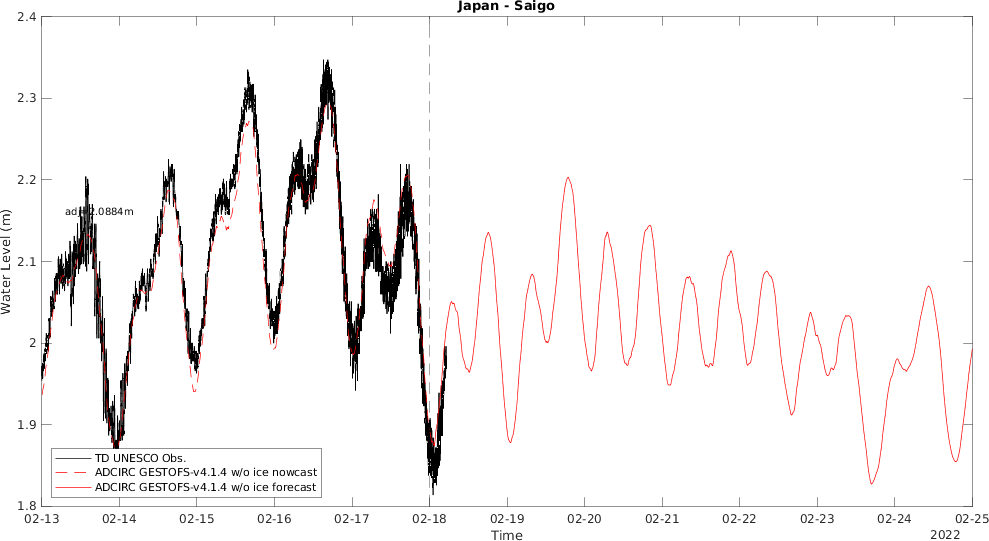 Japan - Saigo
2.4
2.3
2.2
2.1
2
1.9
1.8
Water Level (m)
adj=2.0884m
TD UNESCO Obs.
ADCIRC GESTOFS-v4.1.4 w/o ice nowcast
ADCIRC GESTOFS-v4.1.4 w/o ice forecast
02-13 02-14 02-15 02-16 02-17 02-18 02-19 02-20 02-21 02-22 02-23 02-24 02-25
Time
2022